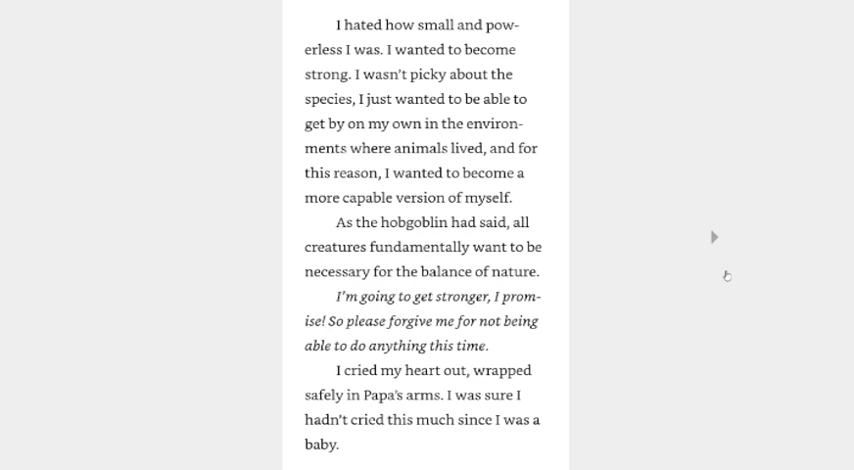 I hated how small and pow-
erless I was. I wanted to become
strong. I wasn't picky about the
species, I just wanted to be able to
get by on my own in the environ-
ments where animals lived, and for
this reason, I wanted to become a
more capable version of myself.
As the hobgoblin had said, all
creatures fundamentally want to be
necessary for the balance of nature.
I'm going to get stronger, I prom-
ise! So please forgive me for not being
able to do anything this time.
I cried my heart out, wrapped
safely in Papa's arms. I was sure I
hadn't cried this much since I was a
baby.